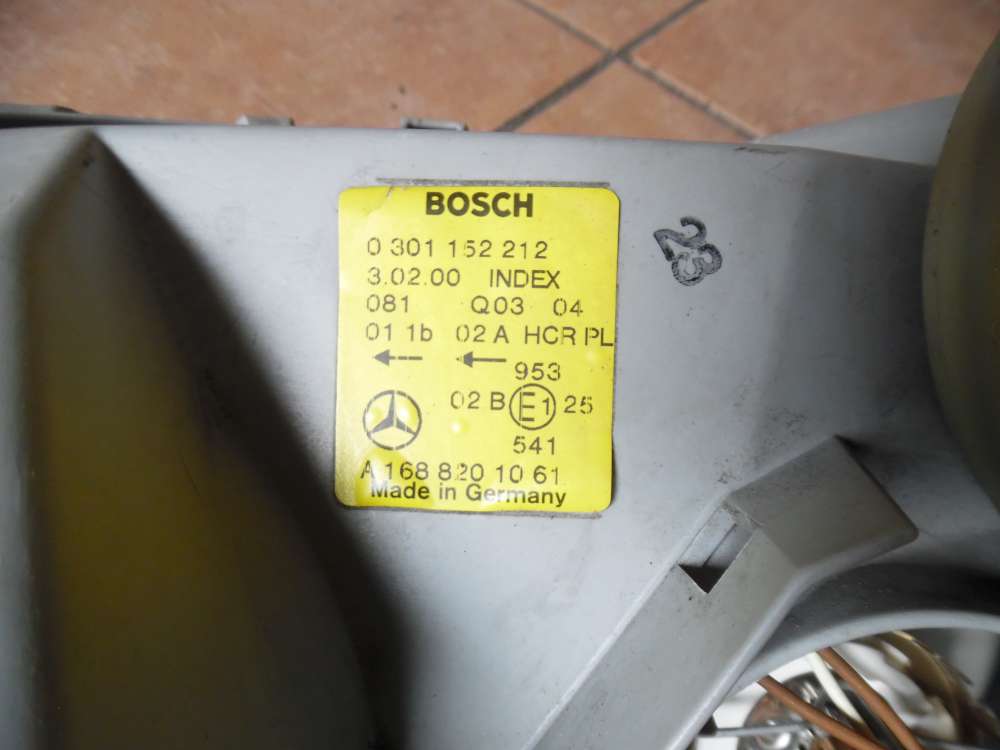 BOSCH
0 301 152 212
3.02.00 INDEX
081 Q03 04
01 1b 02 A HCR PL
953
02 B E1 25
541
A 168 820 10 61
Made in Germany
23